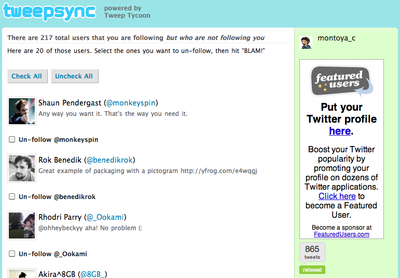 tweepsync powered by
Tweep Tycoon
There are 217 total users that you are following but who are not following you
Here are 20 of those users. Select the ones you want to un-follow, then hit "BLAM!"
Check All Uncheck All
Shaun Pendergast (@monkeyspin)
Any way you want it. That's the way you need it.
Un-follow @monkeyspin
Rok Benedik (@benedikrok)
Great example of packaging with a pictogram http://yfrog.com/e4wqgj
Un-follow @benedikrok
Rhodri Parry (@_Ookami)
@ohheybeckyy aha! No problem (:
Un-follow @_Ookami
Akira^8GB (@8GB_)
montoya_c
featured
users
Put your
Twitter profile
here.
Boost your Twitter
popularity by
promoting your
profile on dozens of
Twitter applications.
Click here to
become a Featured
User.
Become a sponsor at
FeaturedUsers.com
865
tweets
retweet